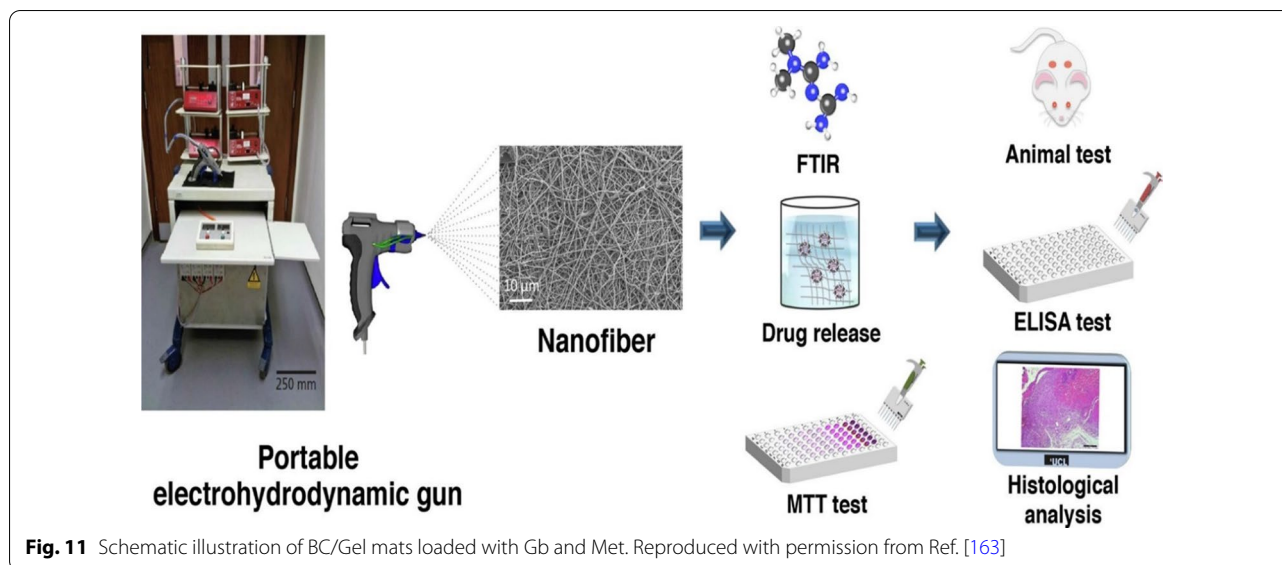 250 mm
Portable
electrohydrodynamic gun
10 µm
Nanofiber
FTIR
Drug release
MTT test
Animal test
ELISA test
UCL
Histological
analysis
Fig. 11 Schematic illustration of BC/Gel mats loaded with Gb and Met. Reproduced with permission from Ref. [163]